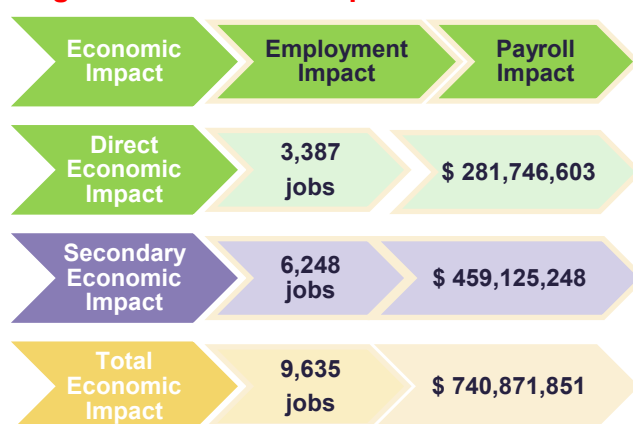 Economic
Impact
Employment
Impact
Payroll
Impact
Direct
Economic
Impact
3,387
jobs
$ 281,746,603
Secondary
Economic
Impact
6,248
jobs
$ 459,125,248
Total
Economic
Impact
9,635
jobs
$ 740,871,851